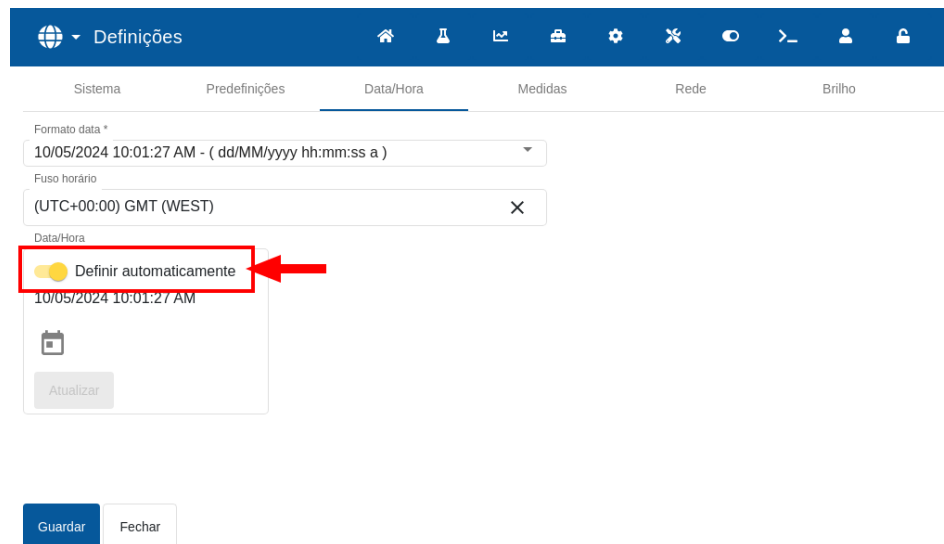 Definições
Sistema Predefinições Data/Hora Medidas Rede Brilho
Formato data *
10/05/2024 10:01:27 AM - ( dd/MM/yyyy hh:mm:ss a )
Fuso horário
(UTC+00:00) GMT (WEST)
Data/Hora
Definir automaticamente
10/05/2024 10:01:27 AM
Atualizar
Guardar Fechar